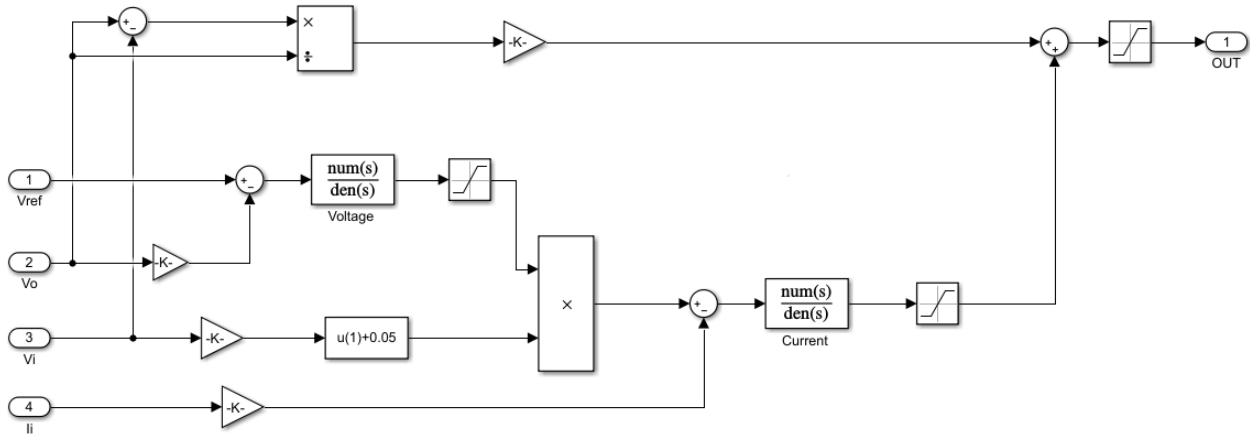 +
−
×
÷
-K-
+
+
1
OUT
1
Vref
+
−
num(s)
den(s)
Voltage
2
Vo
-K-
×
+
−
num(s)
den(s)
Current
3
Vi
-K-
u(1)+0.05
4
Ii
-K-